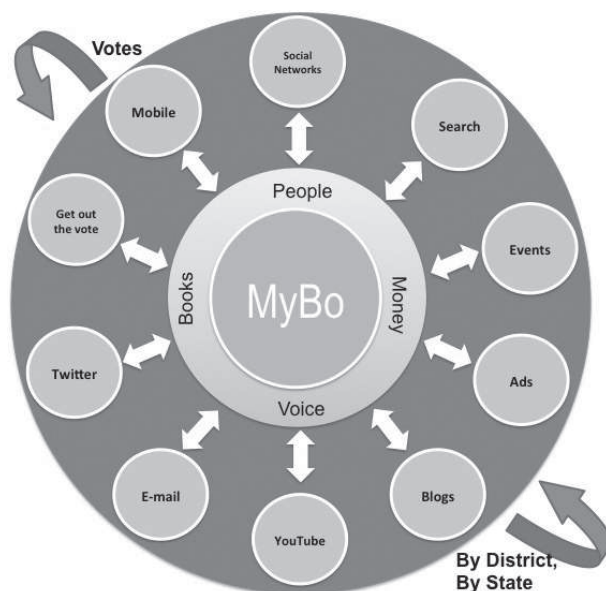 Votes
Social
Networks
Mobile
Search
People
Get out
the vote
Events
Books
MyBo
Money
Twitter
Ads
Voice
E-mail
Blogs
YouTube
By District,
By State